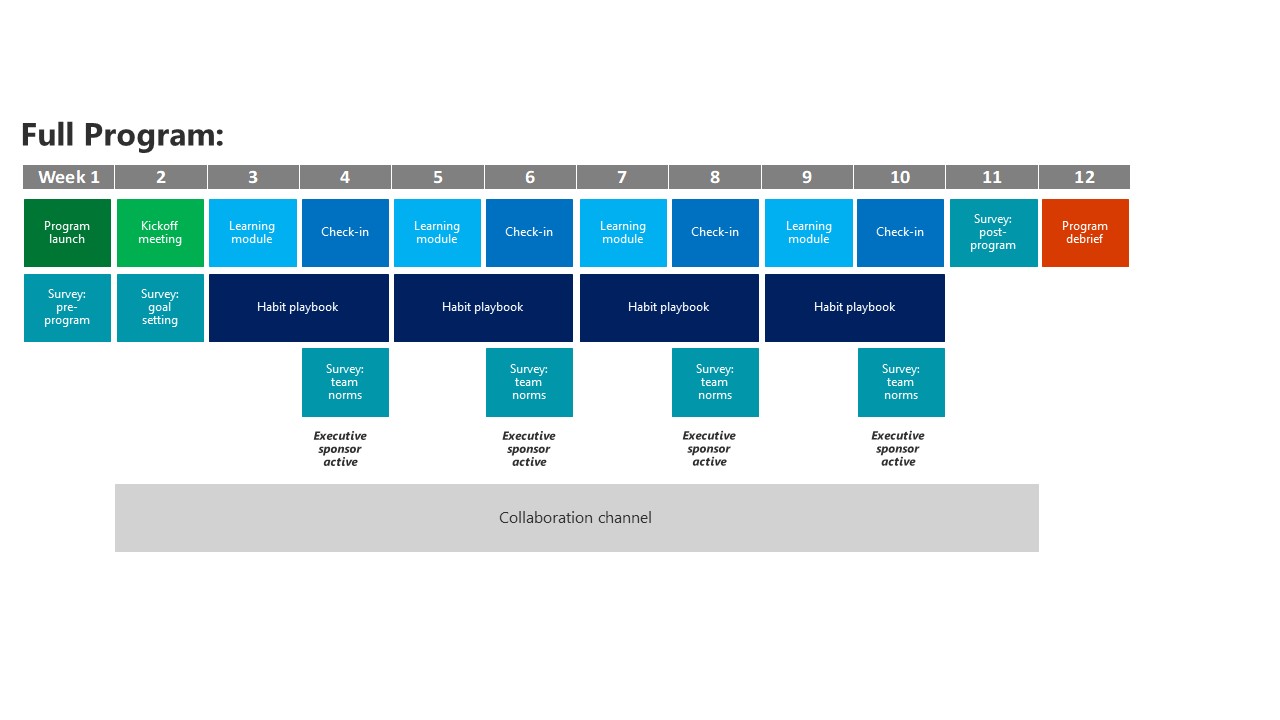 Full Program:
Week 1 2 3 4 5 6 7 8 9 10 11 12
Program
launch
Kickoff
meeting
Learning
module
Check-in
Learning
module
Check-in
Learning
module
Check-in
Learning
module
Check-in
Survey:
post-
program
Program
debrief
Survey:
pre-
program
Survey:
goal
setting
Habit playbook
Habit playbook
Habit playbook
Habit playbook
Survey:
team
norms
Survey:
team
norms
Survey:
team
norms
Survey:
team
norms
Executive
sponsor
active
Executive
sponsor
active
Executive
sponsor
active
Executive
sponsor
active
Collaboration channel